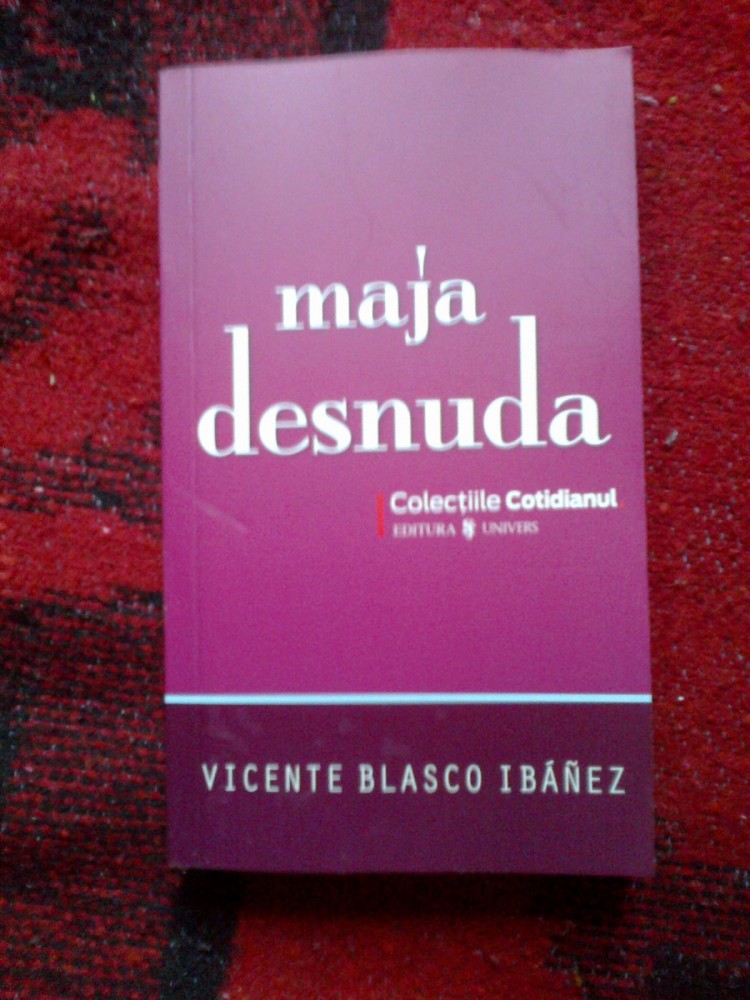 maja
desnuda
Colecțiile Cotidianul.
EDITURA UNIVERS
VICENTE BLASCO IBÁÑEZ